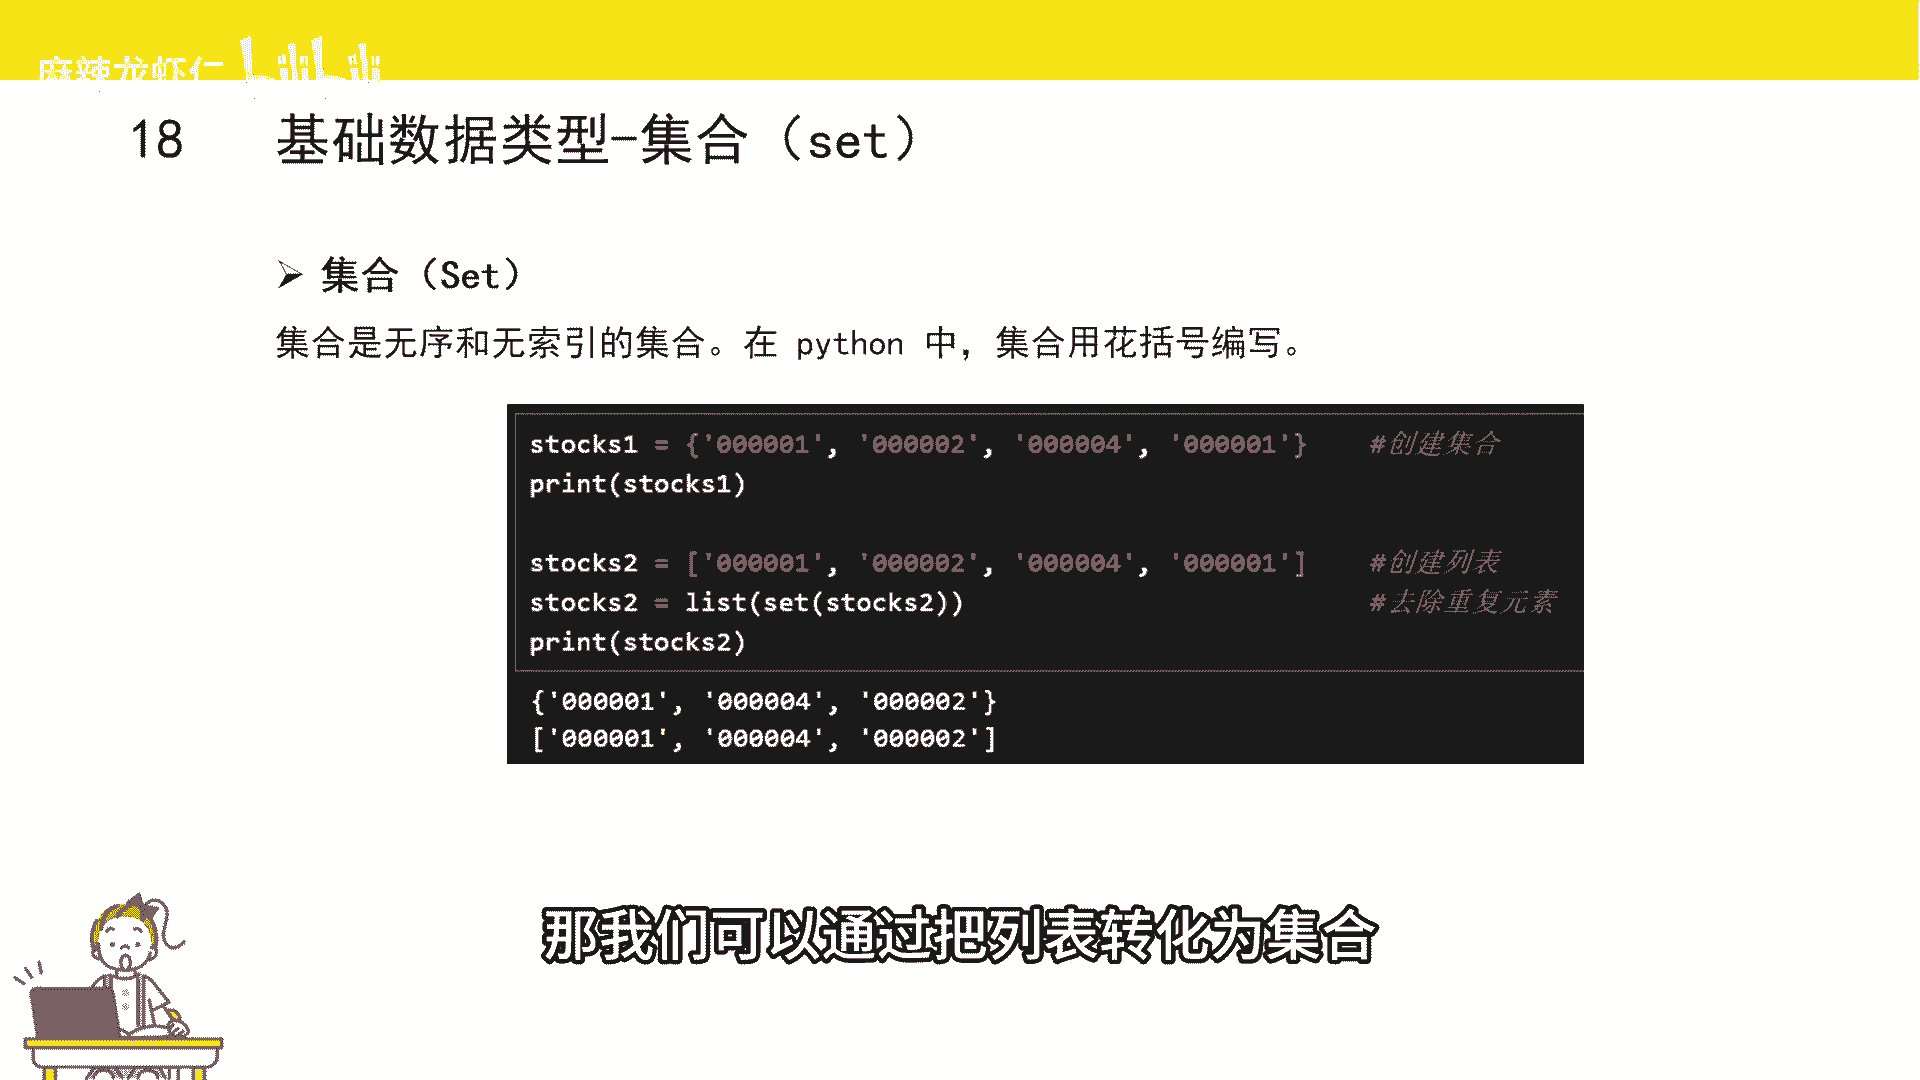 麻辣龙虾仁 bilibili
18 基础数据类型-集合（set）
➢ 集合（Set）
集合是无序和无索引的集合。在 python 中，集合用花括号编写。
stocks1 = {'000001', '000002', '000004', '000001'} #创建集合
print(stocks1)
stocks2 = ['000001', '000002', '000004', '000001'] #创建列表
stocks2 = list(set(stocks2)) #去除重复元素
print(stocks2)
{'000001', '000004', '000002'}
['000001', '000004', '000002']
那我们可以通过把列表转化为集合